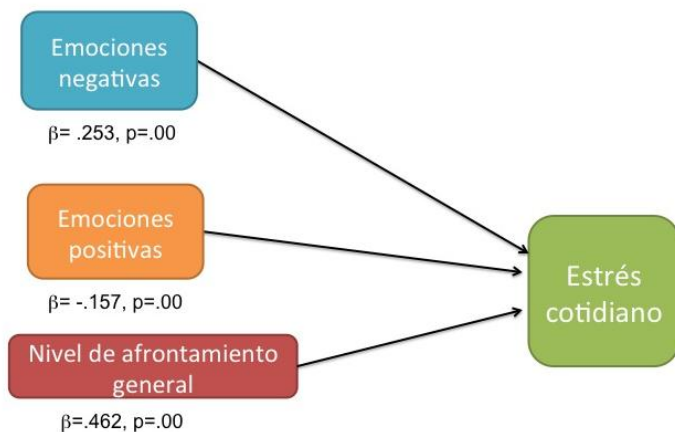 Emociones
negativas
β= .253, p=.00
Emociones
positivas
β= -.157, p=.00
Estrés
cotidiano
Nivel de afrontamiento
general
β=.462, p=.00